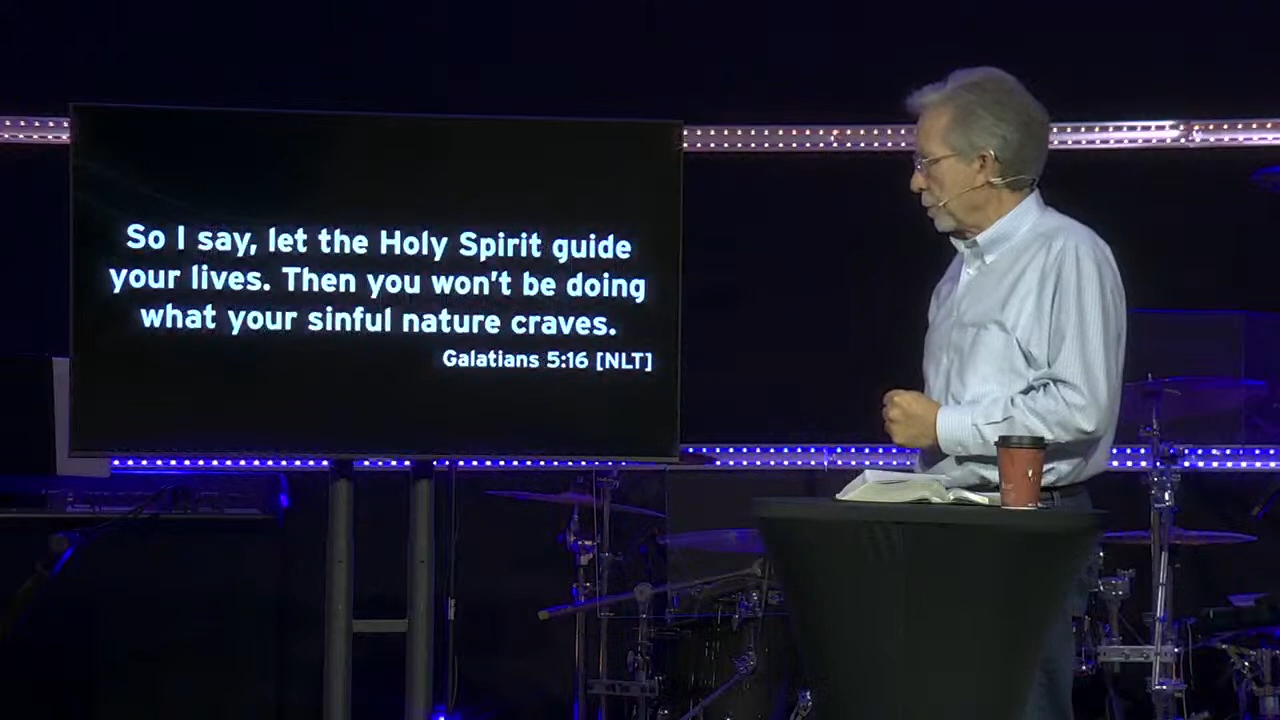 So I say, let the Holy Spirit guide
your lives. Then you won't be doing
what your sinful nature craves.
Galatians 5:16 [NLT]